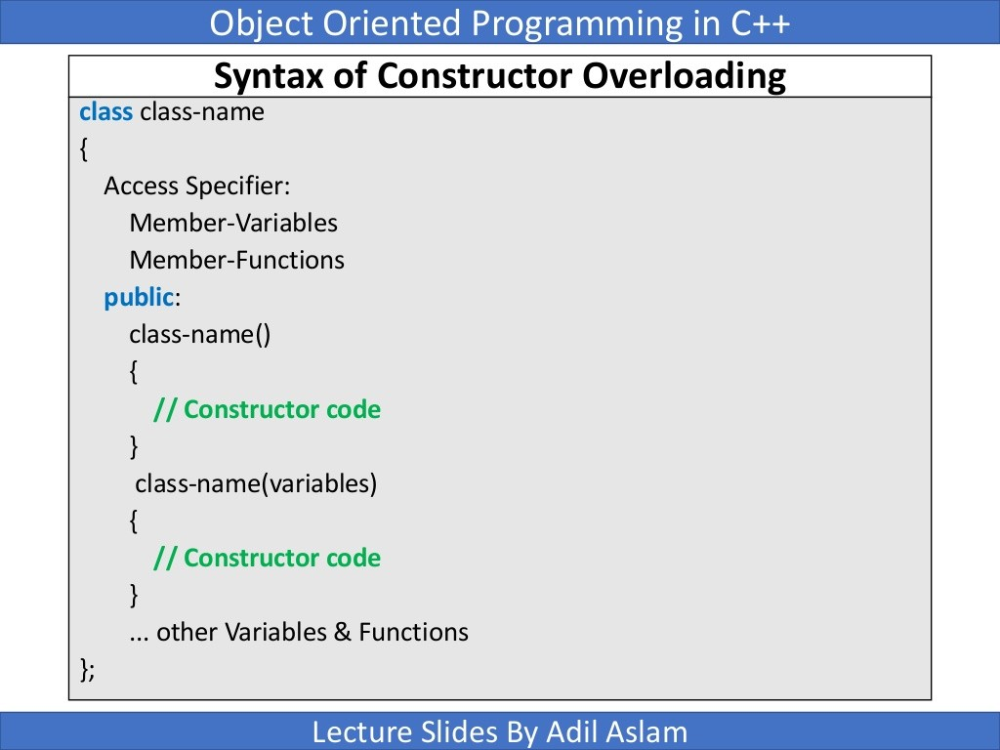 Object Oriented Programming in C++
Syntax of Constructor Overloading
class class-name
{
Access Specifier:
Member-Variables
Member-Functions
public:
class-name()
{
// Constructor code
}
class-name(variables)
{
// Constructor code
}
... other Variables & Functions
};
Lecture Slides By Adil Aslam